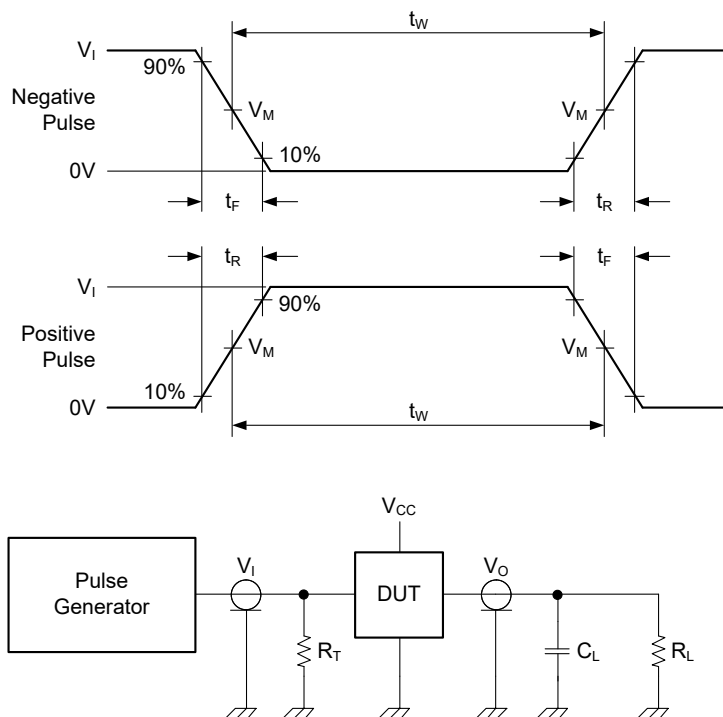 t_W
V_I
90%
Negative
Pulse
V_M
V_M
0V
10%
t_F
t_R
t_R
t_F
V_I
90%
Positive
Pulse
V_M
V_M
10%
0V
t_W
V_CC
Pulse
Generator
V_I
DUT
V_O
R_T
C_L
R_L